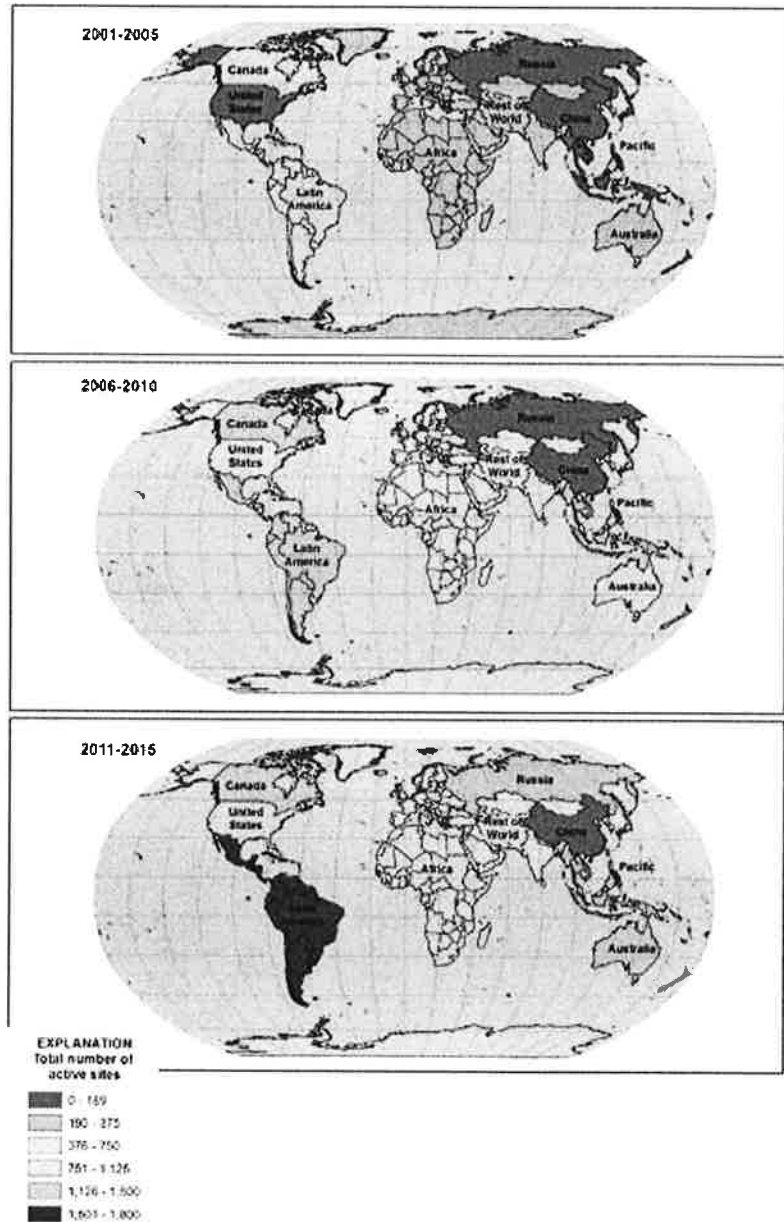 2001-2005
Canada
Canada
Russia
United
States
Rest of
World
China
Pacific
Africa
Latin
America
Australia
2006-2010
Canada
Canada
Russia
United
States
Rest of
World
China
Pacific
Africa
Latin
America
Australia
2011-2015
Canada
Russia
United
States
Rest of
World
China
Pacific
Africa
Australia
EXPLANATION
Total number of
active sites
0 - 189
190 - 375
376 - 750
751 - 1,125
1,126 - 1,500
1,501 - 1,800